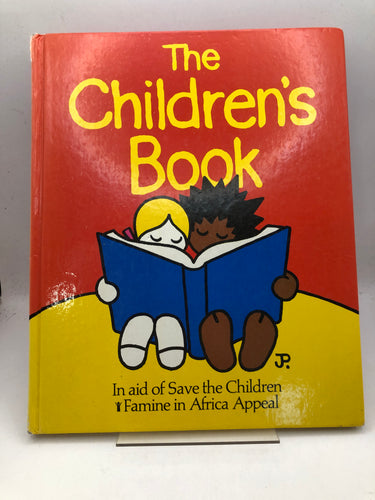 The
Children's
Book
JP.
In aid of Save the Children
Famine in Africa Appeal